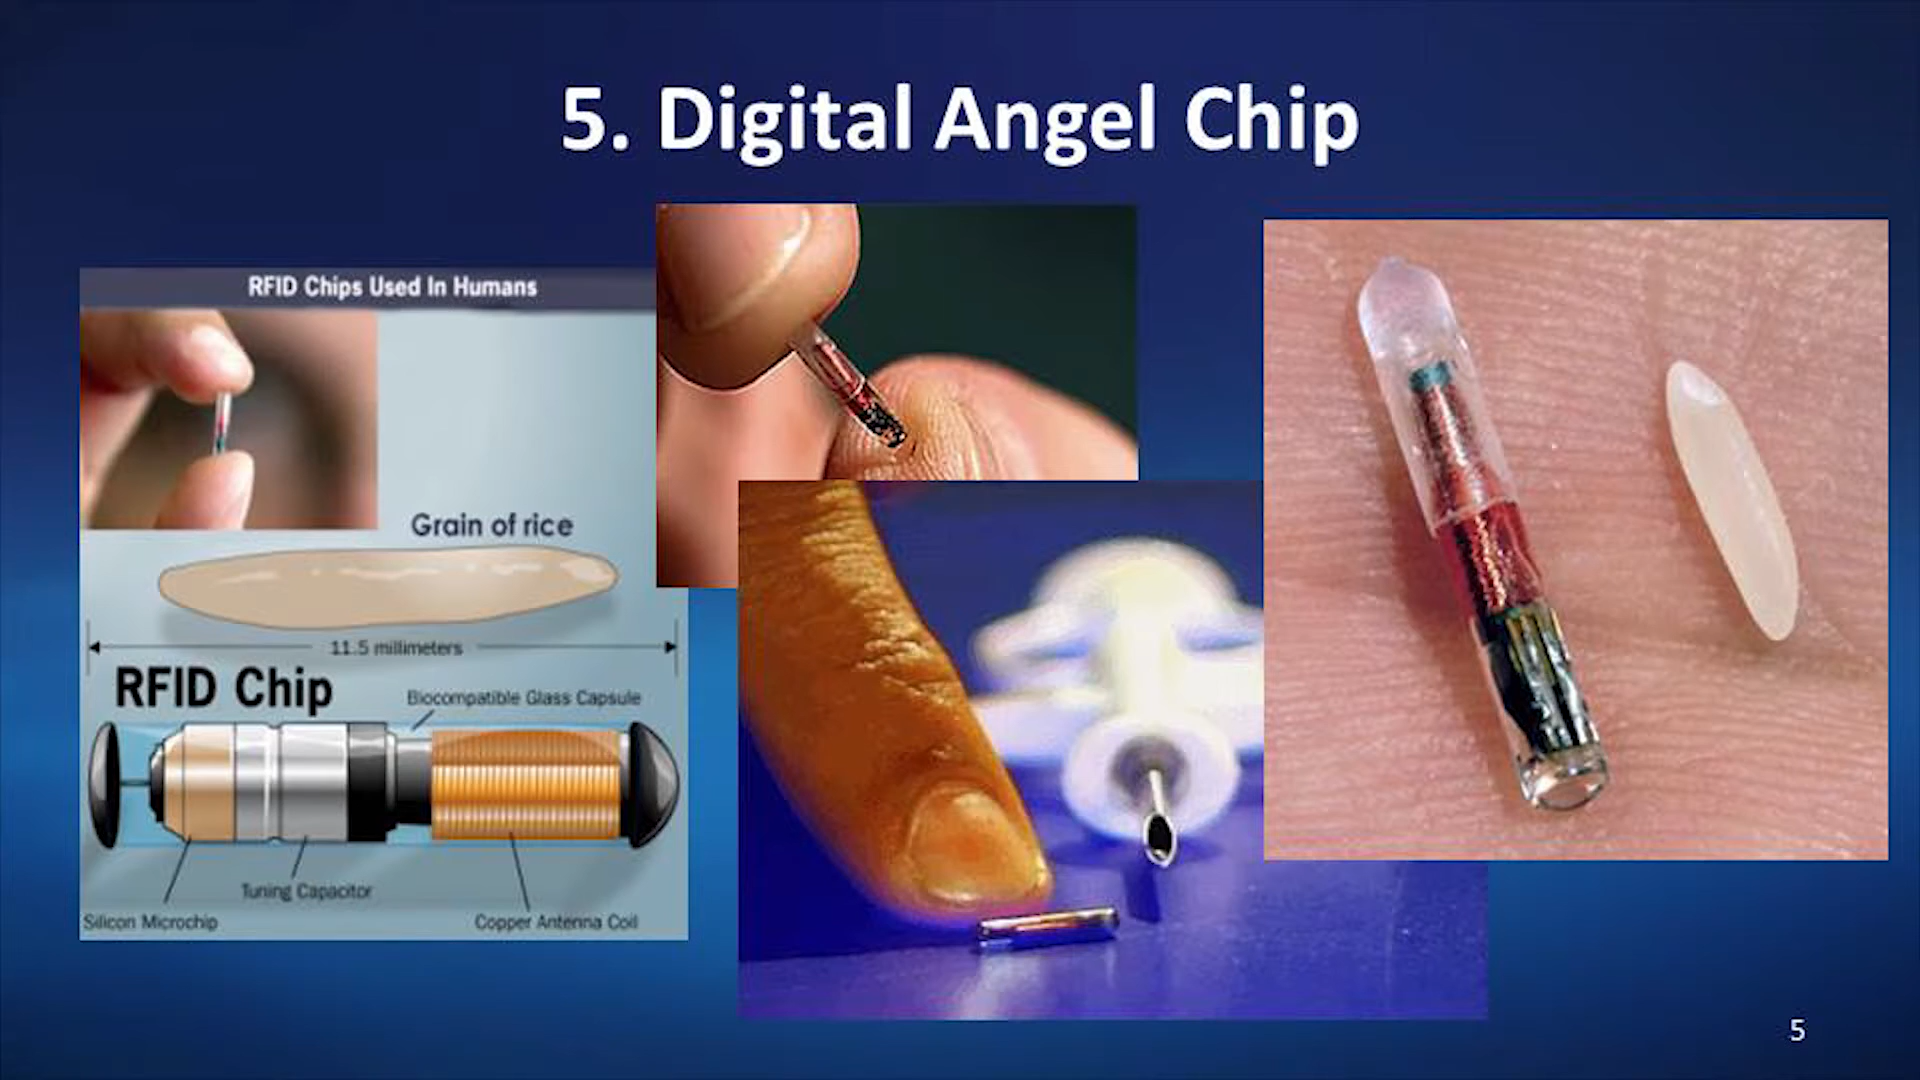 5. Digital Angel Chip
RFID Chips Used In Humans
Grain of rice
11.5 millimeters
RFID Chip
Biocompatible Glass Capsule
Tuning Capacitor
Silicon Microchip
Copper Antenna Coil
5